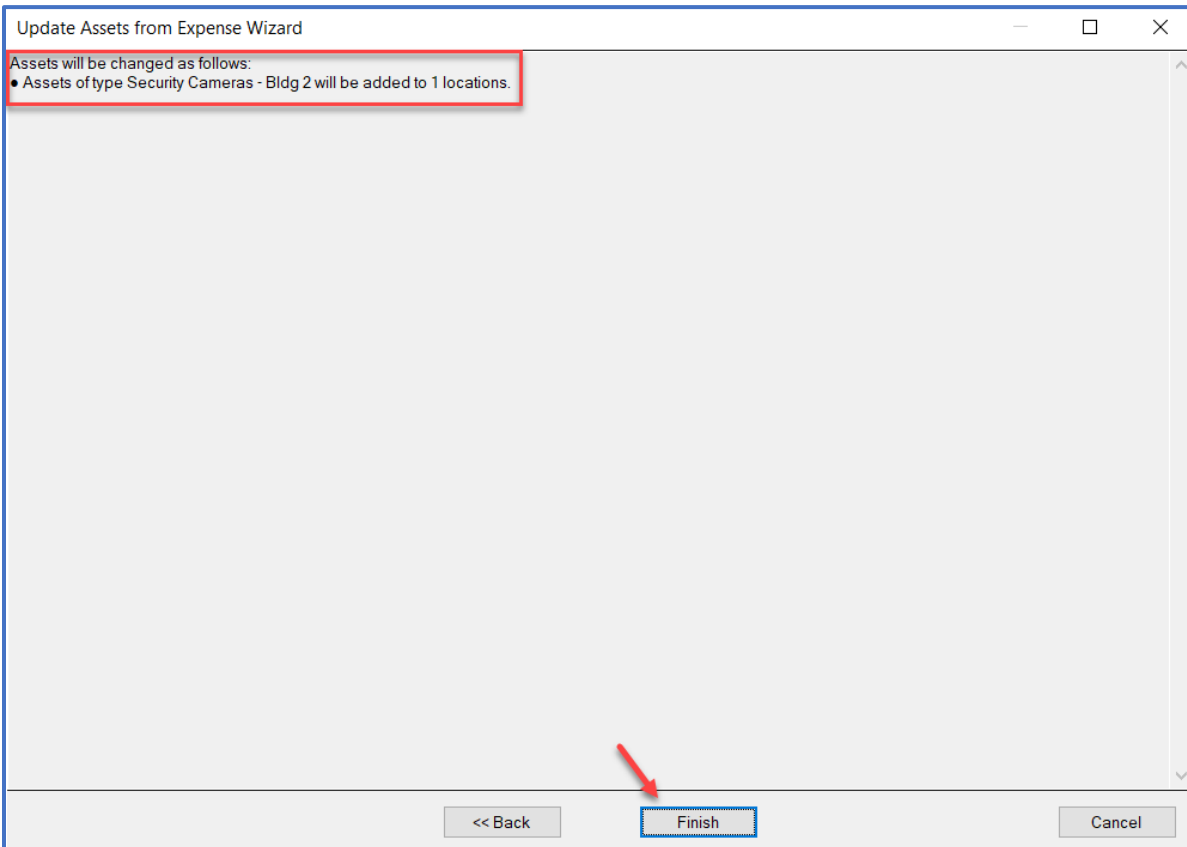 Update Assets from Expense Wizard
Assets will be changed as follows:
● Assets of type Security Cameras - Bldg 2 will be added to 1 locations.
<< Back
Finish
Cancel